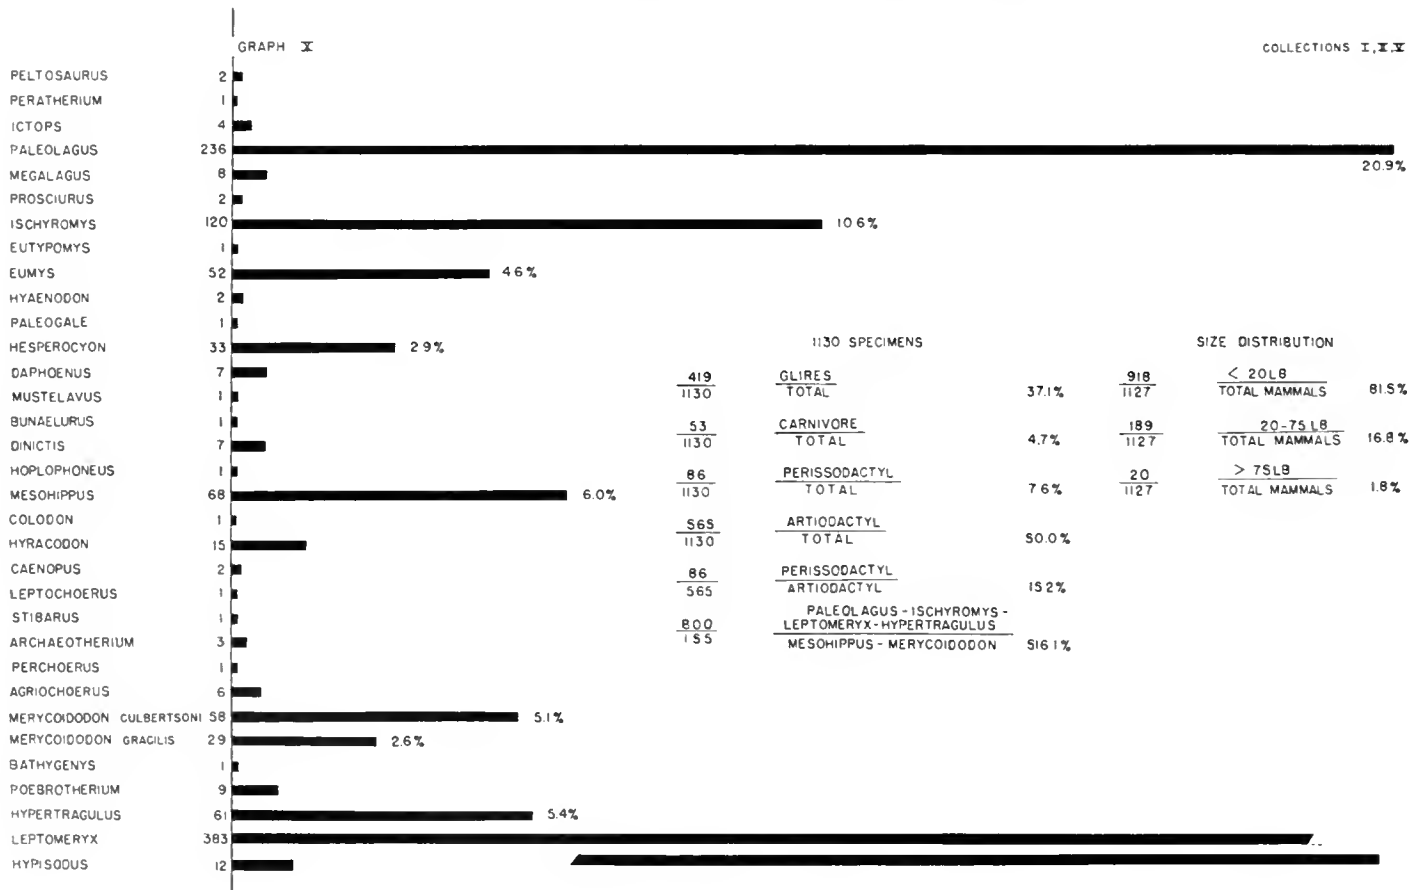 GRAPH X
COLLECTIONS I, II, V
PELTOSAURUS 2
PERATHERIUM 1
ICTOPS 4
PALEOLAGUS 236
20.9%
MEGALAGUS 8
PROSCIURUS 2
ISCHYROMYS 120 10.6%
EUTYPOMYS 1
EUMYS 52 4.6%
HYAENODON 2
PALEOGALE 1
HESPEROCYON 33 2.9%
DAPHOENUS 7
MUSTELAVUS 1
BUNAELURUS 1
DINICTIS 7
HOPLOPHONEUS 1
MESOHIPPUS 68 6.0%
COLODON 1
HYRACODON 15
CAENOPUS 2
LEPTOCHOERUS 1
STIBARUS 1
ARCHAEOTHERIUM 3
PERCHOERUS 1
AGRIOCHOERUS 6
MERYCOIDODON CULBERTSONI 58 5.1%
MERYCOIDODON GRACILIS 29 2.6%
BATHYGENYS 1
POEBROTHERIUM 9
HYPERTRAGULUS 61 5.4%
LEPTOMERYX 383
HYPISODUS 12
1130 SPECIMENS
419 GLIRES
1130 TOTAL 37.1%
53 CARNIVORE
1130 TOTAL 4.7%
86 PERISSODACTYL
1130 TOTAL 7.6%
565 ARTIODACTYL
1130 TOTAL 50.0%
86 PERISSODACTYL
565 ARTIODACTYL 15.2%
PALEOLAGUS - ISCHYROMYS -
800 LEPTOMERYX - HYPERTRAGULUS
155 MESOHIPPUS - MERYCOIDODON 516.1%
SIZE DISTRIBUTION
918 < 20LB
1127 TOTAL MAMMALS 81.5%
189 20-75 LB
1127 TOTAL MAMMALS 16.8%
20 > 75LB
1127 TOTAL MAMMALS 1.8%